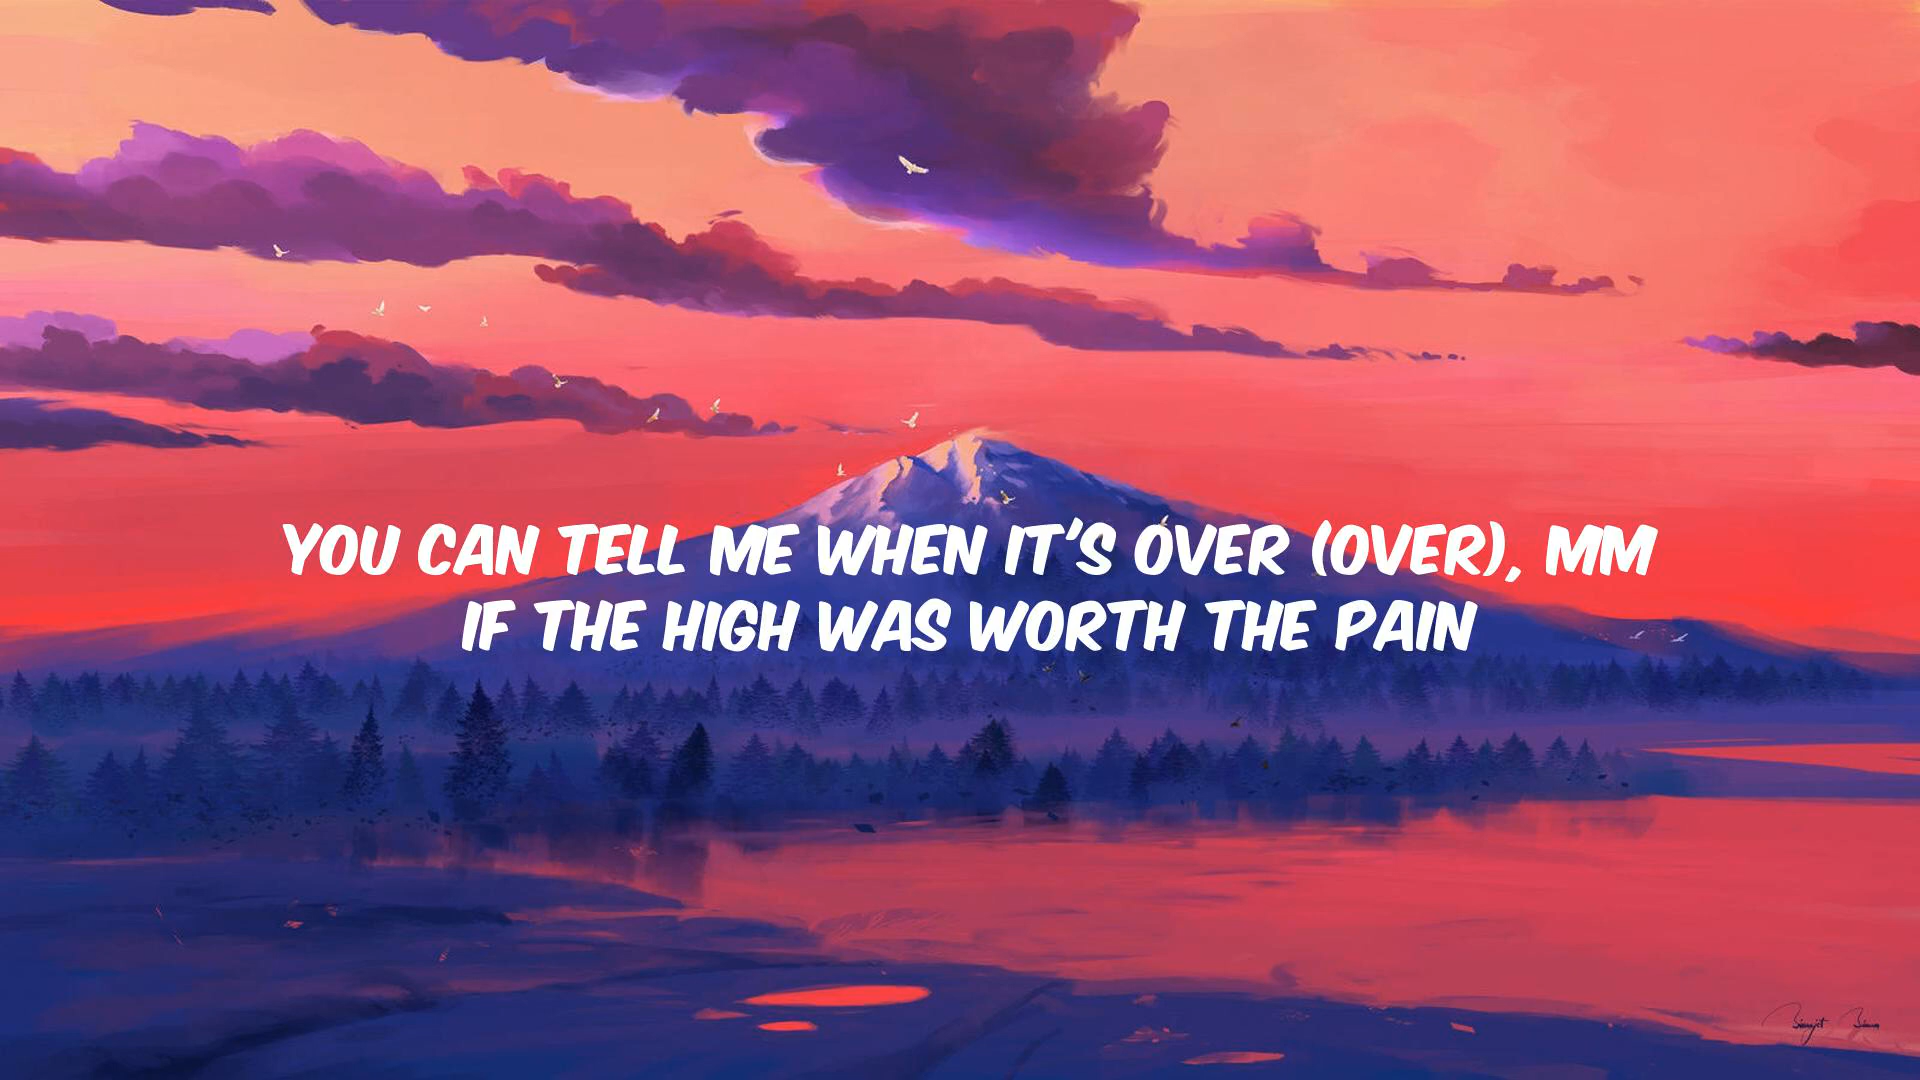 YOU CAN TELL ME WHEN IT'S OVER (OVER), MM
IF THE HIGH WAS WORTH THE PAIN